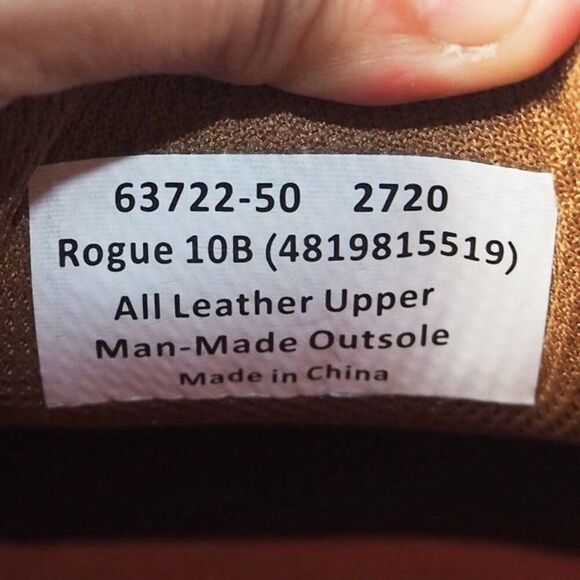 63722-50 2720
Rogue 10B (4819815519)
All Leather Upper
Man-Made Outsole
Made in China